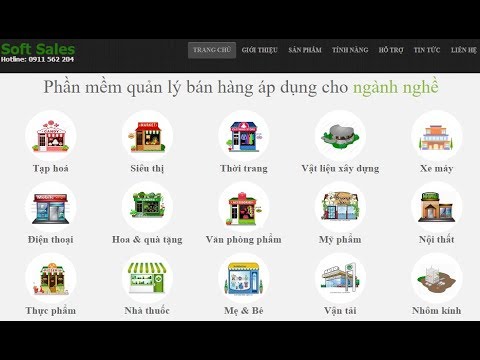 Soft Sales
Hotline: 0911 562 204
TRANG CHỦ GIỚI THIỆU SẢN PHẨM TÍNH NĂNG HỖ TRỢ TIN TỨC LIÊN HỆ
Phần mềm quản lý bán hàng áp dụng cho ngành nghề
Tạp hoá Siêu thị Thời trang Vật liệu xây dựng Xe máy
Điện thoại Hoa & quà tặng Văn phòng phẩm Mỹ phẩm Nội thất
Thực phẩm Nhà thuốc Mẹ & Bé Vận tải Nhôm kính